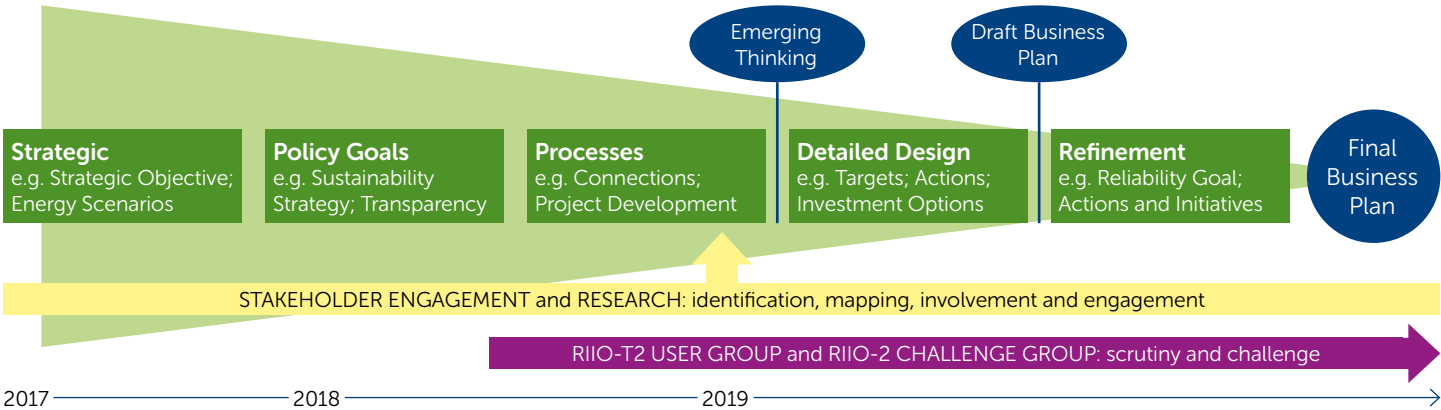 Emerging
Thinking
Draft Business
Plan
Strategic
e.g. Strategic Objective;
Energy Scenarios
Policy Goals
e.g. Sustainability
Strategy; Transparency
Processes
e.g. Connections;
Project Development
Detailed Design
e.g. Targets; Actions;
Investment Options
Refinement
e.g. Reliability Goal;
Actions and Initiatives
Final
Business
Plan
STAKEHOLDER ENGAGEMENT and RESEARCH: identification, mapping, involvement and engagement
RIIO-T2 USER GROUP and RIIO-2 CHALLENGE GROUP: scrutiny and challenge
2017
2018
2019